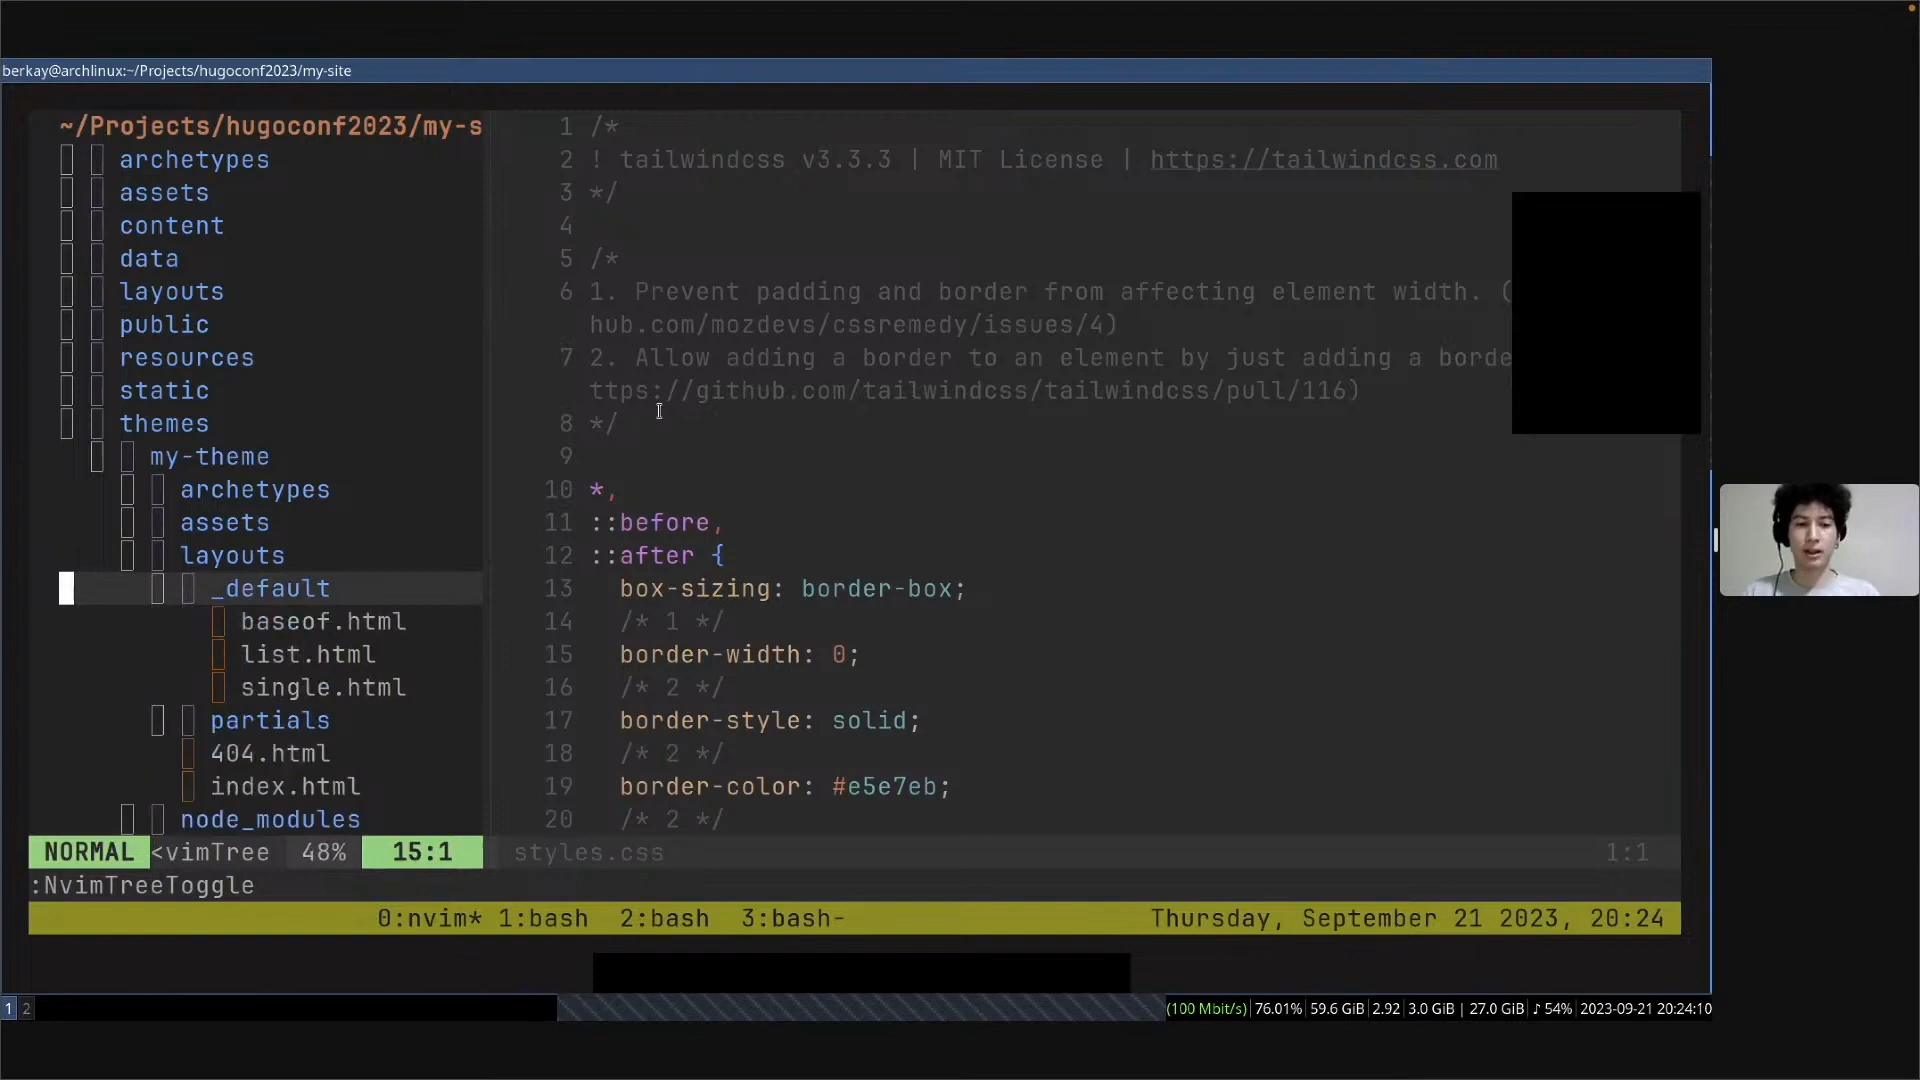 berkay@archlinux:~/Projects/hugoconf2023/my-site
~/Projects/hugoconf2023/my-s
archetypes
assets
content
data
layouts
public
resources
static
themes
my-theme
archetypes
assets
layouts
_default
baseof.html
list.html
single.html
partials
404.html
index.html
node_modules
1 /*
2 ! tailwindcss v3.3.3 | MIT License | https://tailwindcss.com
3 */
4
5 /*
6 1. Prevent padding and border from affecting element width. (
hub.com/mozdevs/cssremedy/issues/4)
7 2. Allow adding a border to an element by just adding a borde
ttps://github.com/tailwindcss/tailwindcss/pull/116)
8 */
9
10 *,
11 ::before,
12 ::after {
13 box-sizing: border-box;
14 /* 1 */
15 border-width: 0;
16 /* 2 */
17 border-style: solid;
18 /* 2 */
19 border-color: #e5e7eb;
20 /* 2 */
NORMAL <vimTree 48% 15:1 styles.css 1:1
:NvimTreeToggle
0:nvim* 1:bash 2:bash 3:bash- Thursday, September 21 2023, 20:24
1 2 (100 Mbit/s) | 76.01% | 59.6 GiB | 2.92 | 3.0 GiB | 27.0 GiB | ♪ 54% | 2023-09-21 20:24:10